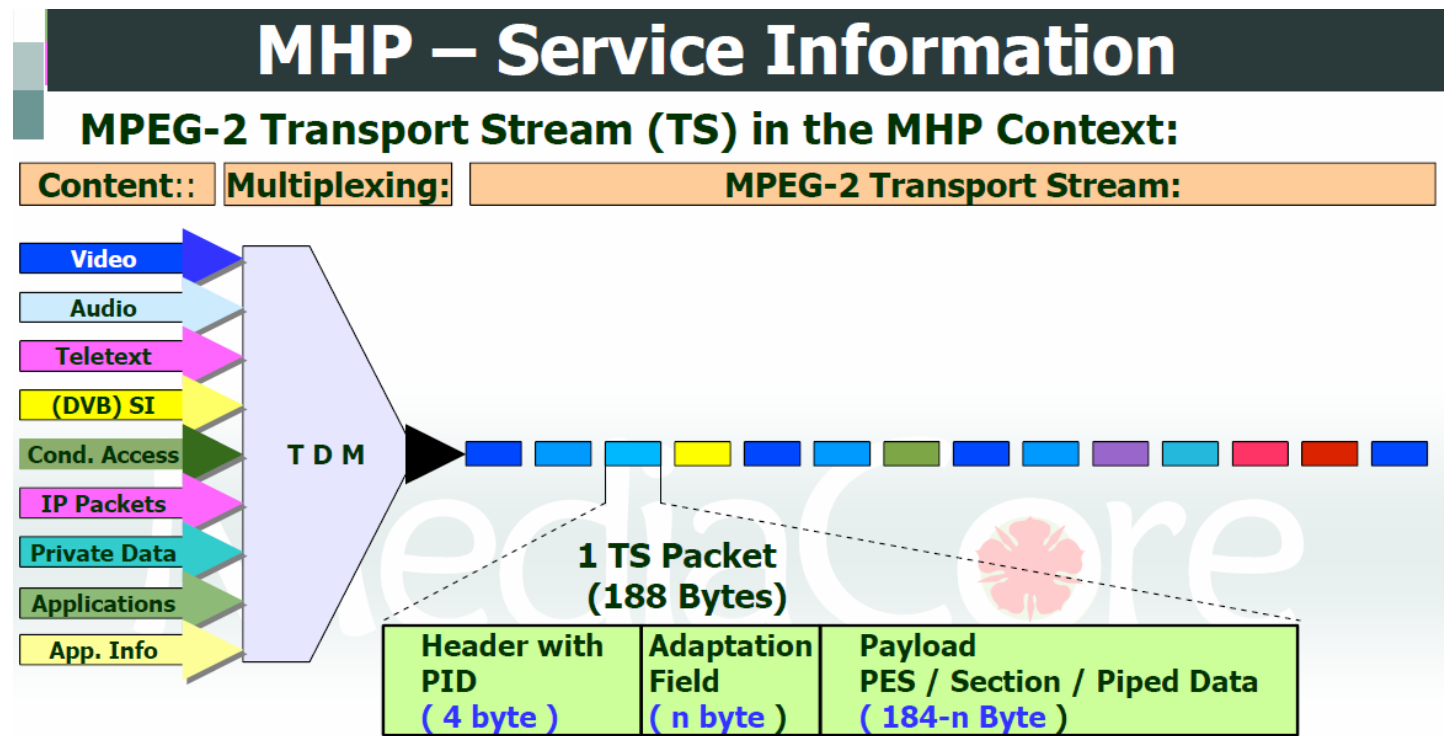 MHP – Service Information
MPEG-2 Transport Stream (TS) in the MHP Context:
Content:: Multiplexing: MPEG-2 Transport Stream:
Video
Audio
Teletext
(DVB) SI
Cond. Access
IP Packets
Private Data
Applications
App. Info
T D M
MediaCore
1 TS Packet
(188 Bytes)
Header with
PID
( 4 byte )
Adaptation
Field
( n byte )
Payload
PES / Section / Piped Data
( 184-n Byte )